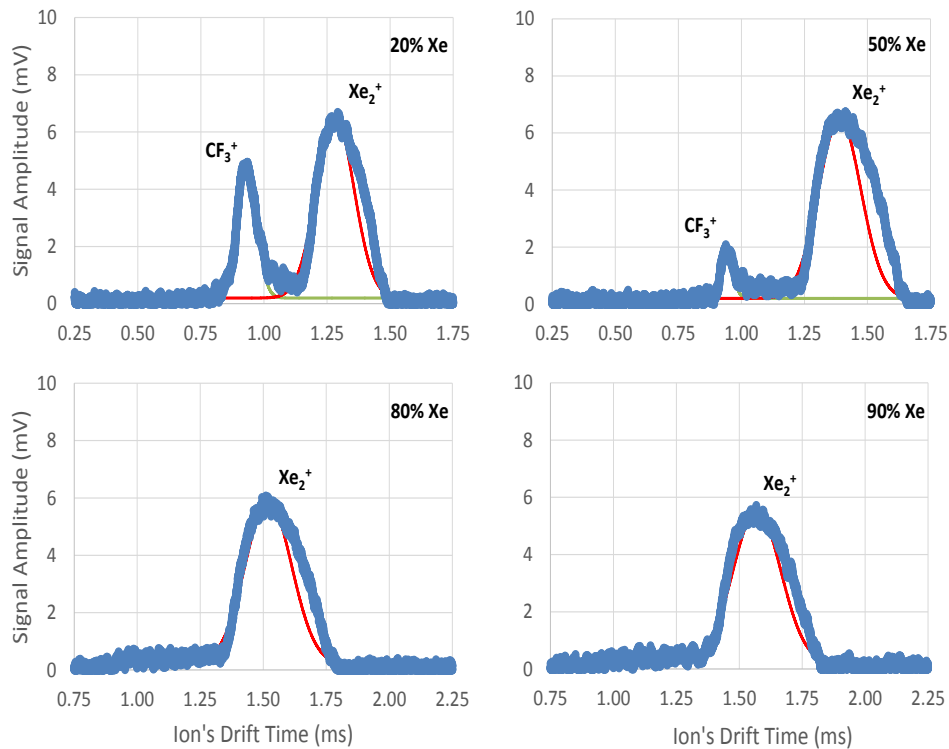 Signal Amplitude (mV)
10
8
6
4
2
0
0.25 0.50 0.75 1.00 1.25 1.50 1.75
20% Xe
CF₃⁺
Xe₂⁺
10
8
6
4
2
0
0.25 0.50 0.75 1.00 1.25 1.50 1.75
50% Xe
CF₃⁺
Xe₂⁺
Signal Amplitude (mV)
10
8
6
4
2
0
0.75 1.00 1.25 1.50 1.75 2.00 2.25
80% Xe
Xe₂⁺
Ion's Drift Time (ms)
10
8
6
4
2
0
0.75 1.00 1.25 1.50 1.75 2.00 2.25
90% Xe
Xe₂⁺
Ion's Drift Time (ms)